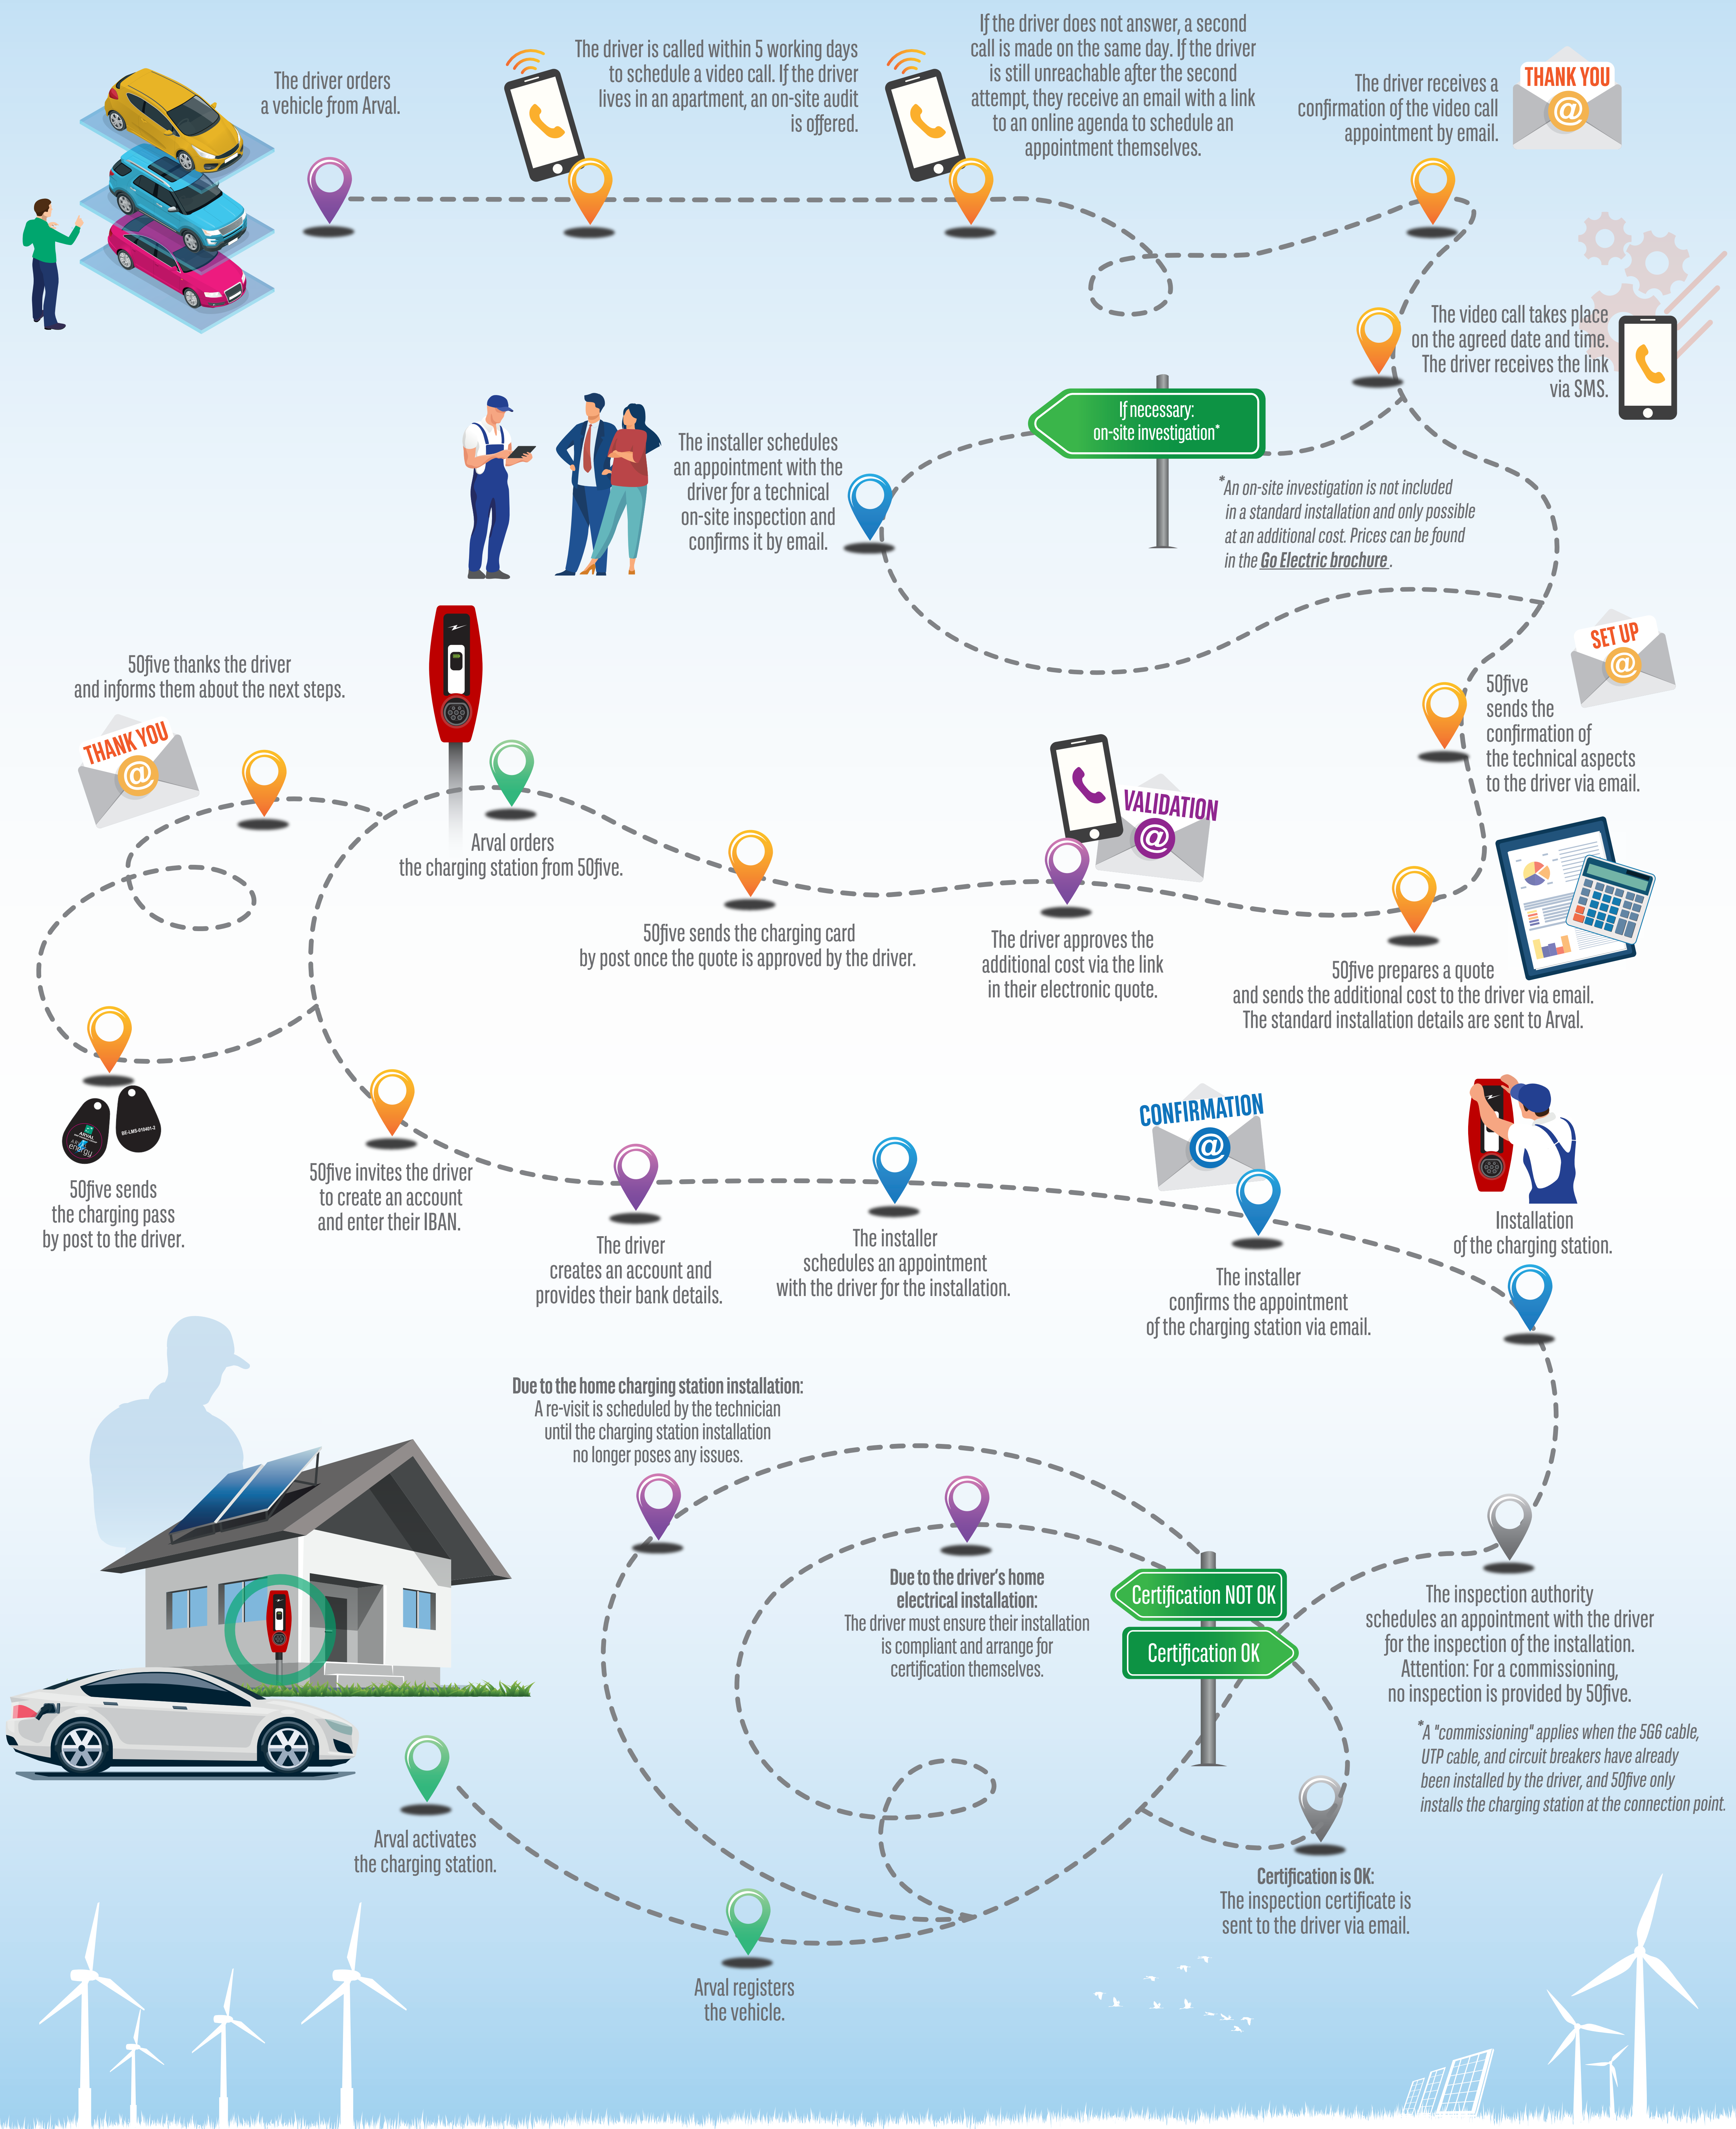 The driver orders
a vehicle from Arval.
The driver is called within 5 working days
to schedule a video call. If the driver
lives in an apartment, an on-site audit
is offered.
If the driver does not answer, a second
call is made on the same day. If the driver
is still unreachable after the second
attempt, they receive an email with a link
to an online agenda to schedule an
appointment themselves.
The driver receives a
confirmation of the video call
appointment by email.
THANK YOU
@
The video call takes place
on the agreed date and time.
The driver receives the link
via SMS.
If necessary:
on-site investigation*
*An on-site investigation is not included
in a standard installation and only possible
at an additional cost. Prices can be found
in the Go Electric brochure.
The installer schedules
an appointment with the
driver for a technical
on-site inspection and
confirms it by email.
SET UP
@
50five
sends the
confirmation of
the technical aspects
to the driver via email.
50five prepares a quote
and sends the additional cost to the driver via email.
The standard installation details are sent to Arval.
VALIDATION
@
The driver approves the
additional cost via the link
in their electronic quote.
50five sends the charging card
by post once the quote is approved by the driver.
Arval orders
the charging station from 50five.
50five thanks the driver
and informs them about the next steps.
THANK YOU
@
ARVAL
energy
BE-LMS-010401-2
50five sends
the charging pass
by post to the driver.
50five invites the driver
to create an account
and enter their IBAN.
The driver
creates an account and
provides their bank details.
The installer
schedules an appointment
with the driver for the installation.
CONFIRMATION
@
The installer
confirms the appointment
of the charging station via email.
Installation
of the charging station.
The inspection authority
schedules an appointment with the driver
for the inspection of the installation.
Attention: For a commissioning,
no inspection is provided by 50five.
*A "commissioning" applies when the 5G6 cable,
UTP cable, and circuit breakers have already
been installed by the driver, and 50five only
installs the charging station at the connection point.
Certification NOT OK
Certification OK
Due to the home charging station installation:
A re-visit is scheduled by the technician
until the charging station installation
no longer poses any issues.
Due to the driver's home
electrical installation:
The driver must ensure their installation
is compliant and arrange for
certification themselves.
Certification is OK:
The inspection certificate is
sent to the driver via email.
Arval registers
the vehicle.
Arval activates
the charging station.